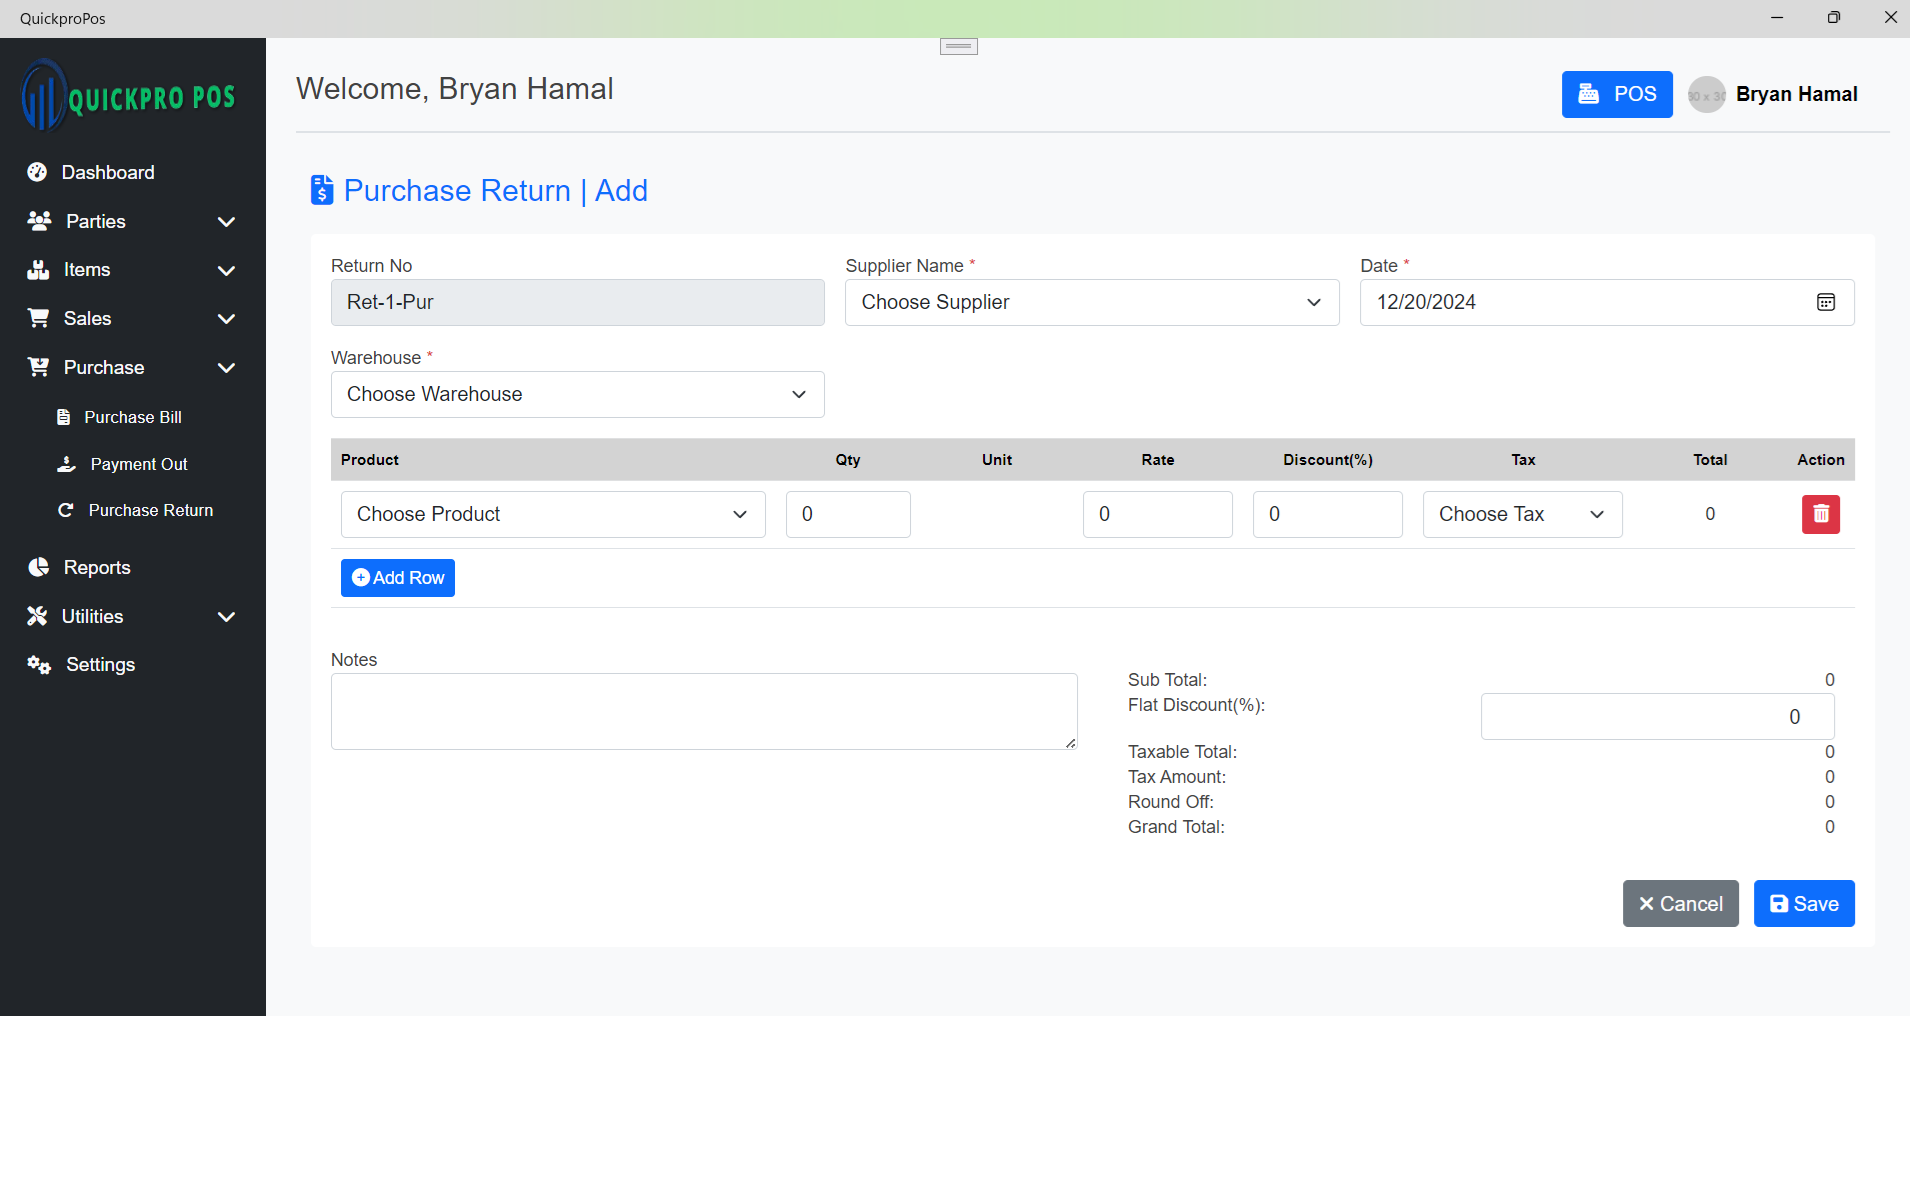 QuickproPos
QUICKPRO POS
Dashboard
Parties
Items
Sales
Purchase
Purchase Bill
Payment Out
Purchase Return
Reports
Utilities
Settings
Welcome, Bryan Hamal
POS
30 x 30
Bryan Hamal
Purchase Return | Add
Return No
Ret-1-Pur
Supplier Name *
Choose Supplier
Date *
12/20/2024
Warehouse *
Choose Warehouse
Product Qty Unit Rate Discount(%) Tax Total Action
Choose Product 0 0 0 Choose Tax 0
Add Row
Notes
Sub Total: 0
Flat Discount(%): 0
Taxable Total: 0
Tax Amount: 0
Round Off: 0
Grand Total: 0
Cancel
Save